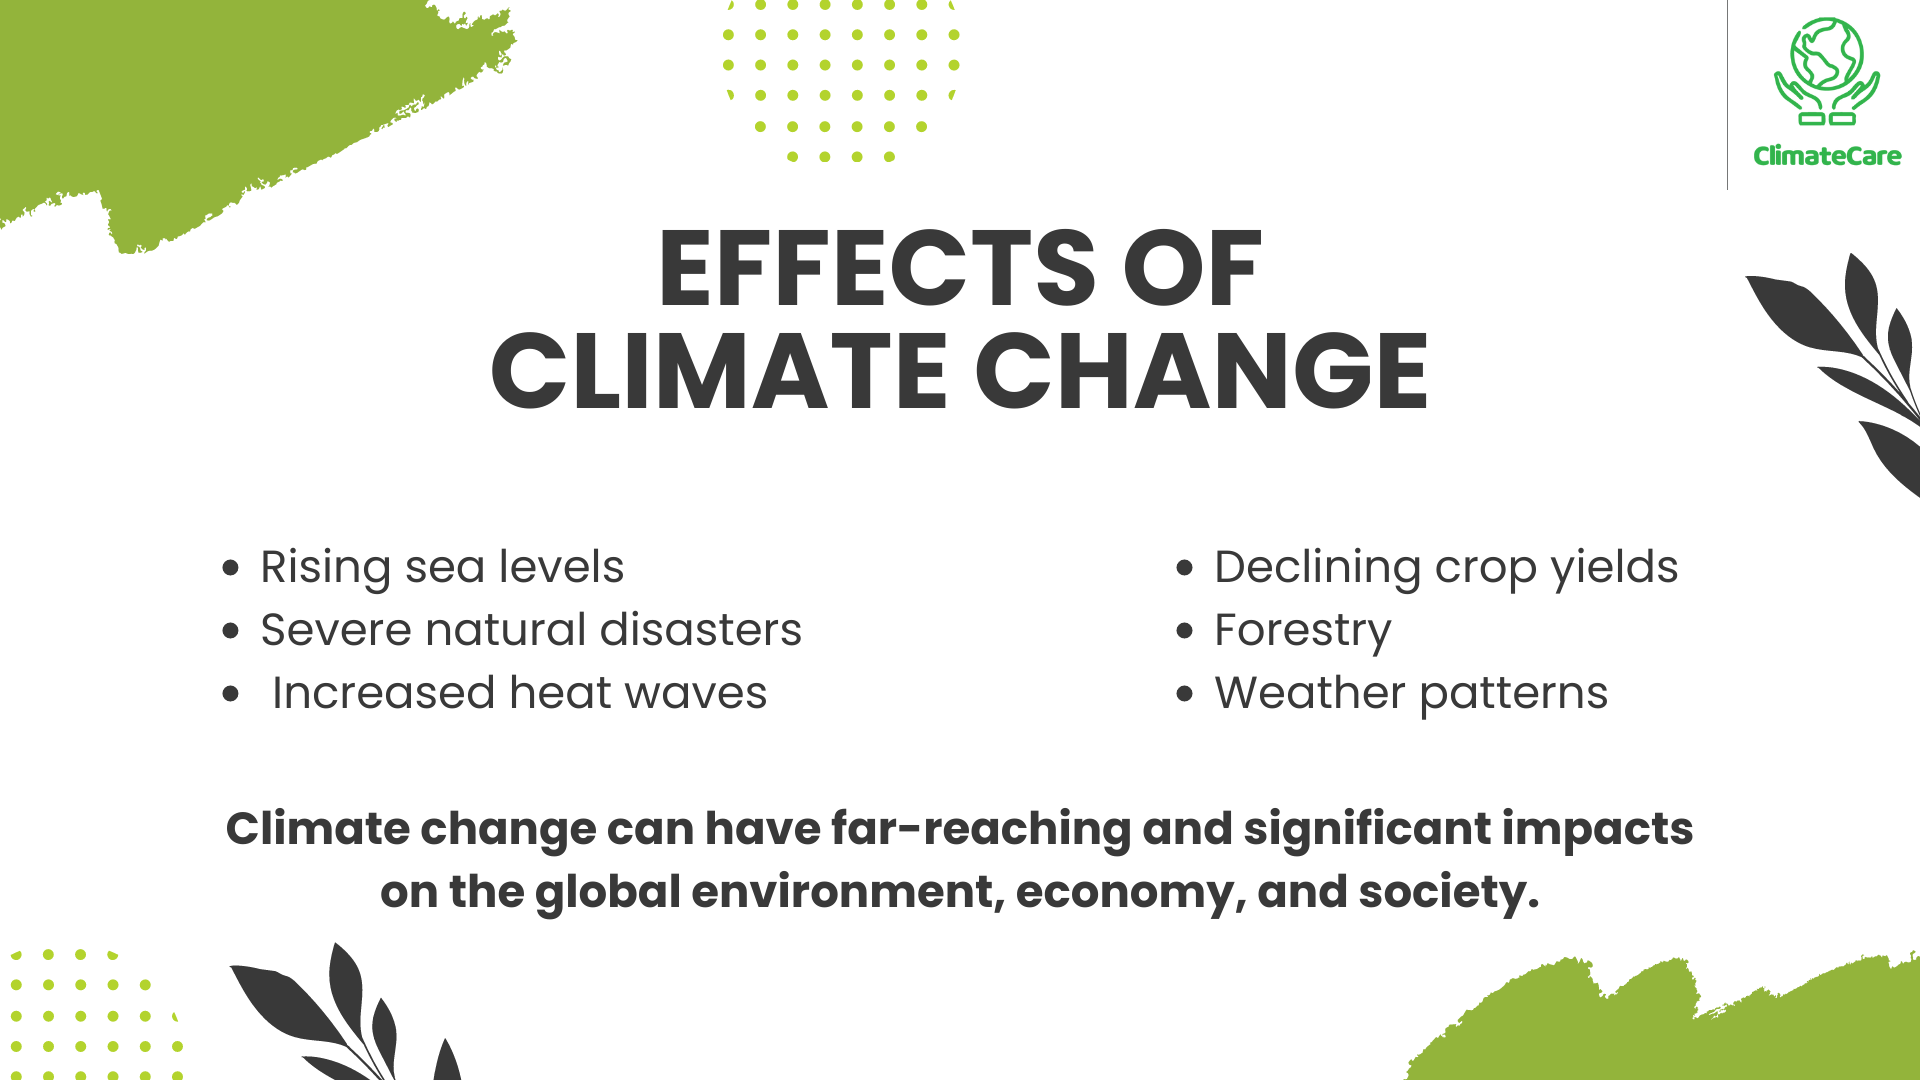 ClimateCare
EFFECTS OF
CLIMATE CHANGE
• Rising sea levels
• Severe natural disasters
• Increased heat waves
• Declining crop yields
• Forestry
• Weather patterns
Climate change can have far-reaching and significant impacts
on the global environment, economy, and society.